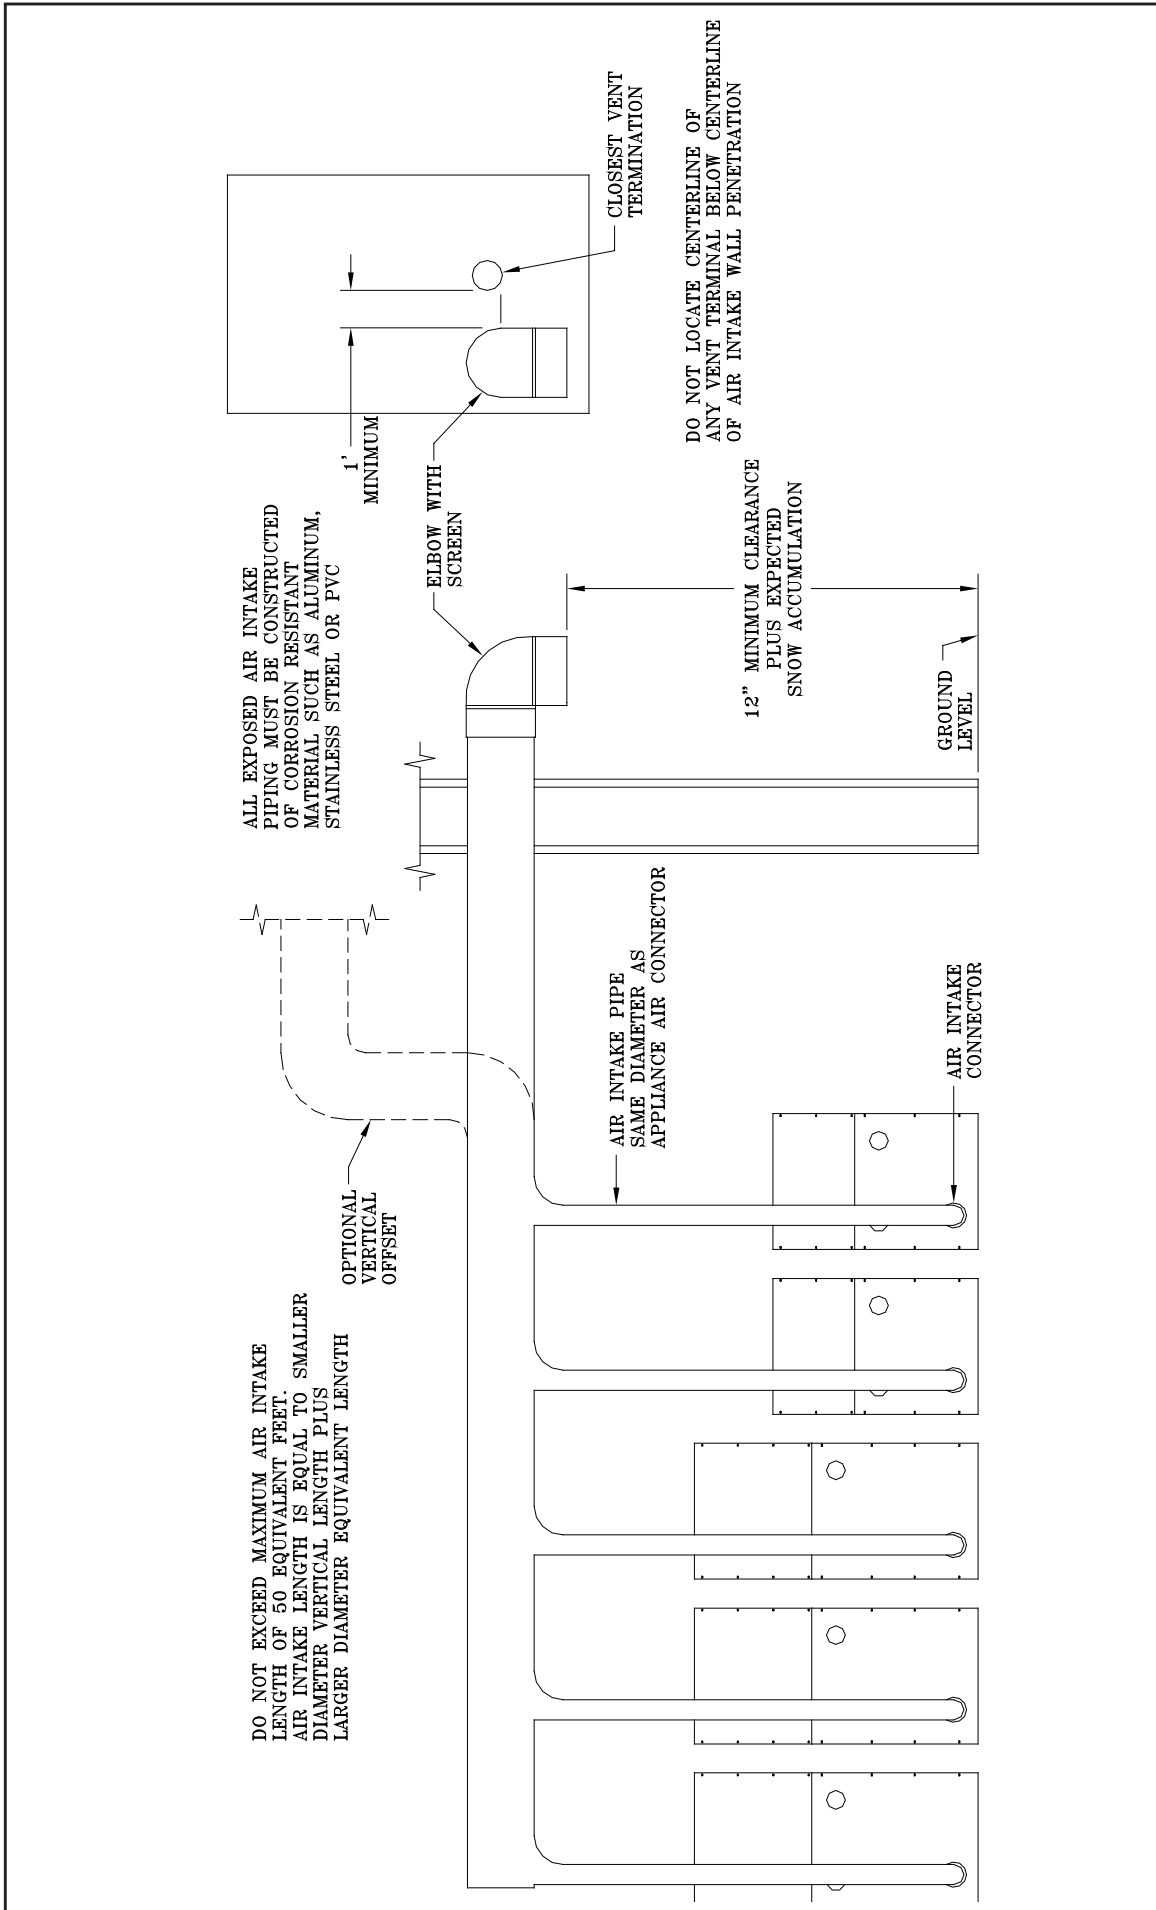 DO NOT EXCEED MAXIMUM AIR INTAKE
LENGTH OF 50 EQUIVALENT FEET.
AIR INTAKE LENGTH IS EQUAL TO SMALLER
DIAMETER VERTICAL LENGTH PLUS
LARGER DIAMETER EQUIVALENT LENGTH
OPTIONAL
VERTICAL
OFFSET
ALL EXPOSED AIR INTAKE
PIPING MUST BE CONSTRUCTED
OF CORROSION RESISTANT
MATERIAL SUCH AS ALUMINUM,
STAINLESS STEEL OR PVC
1'
MINIMUM
ELBOW WITH
SCREEN
CLOSEST VENT
TERMINATION
DO NOT LOCATE CENTERLINE OF
ANY VENT TERMINAL BELOW CENTERLINE
OF AIR INTAKE WALL PENETRATION
AIR INTAKE PIPE
SAME DIAMETER AS
APPLIANCE AIR CONNECTOR
12" MINIMUM CLEARANCE
PLUS EXPECTED
SNOW ACCUMULATION
AIR INTAKE
CONNECTOR
GROUND
LEVEL